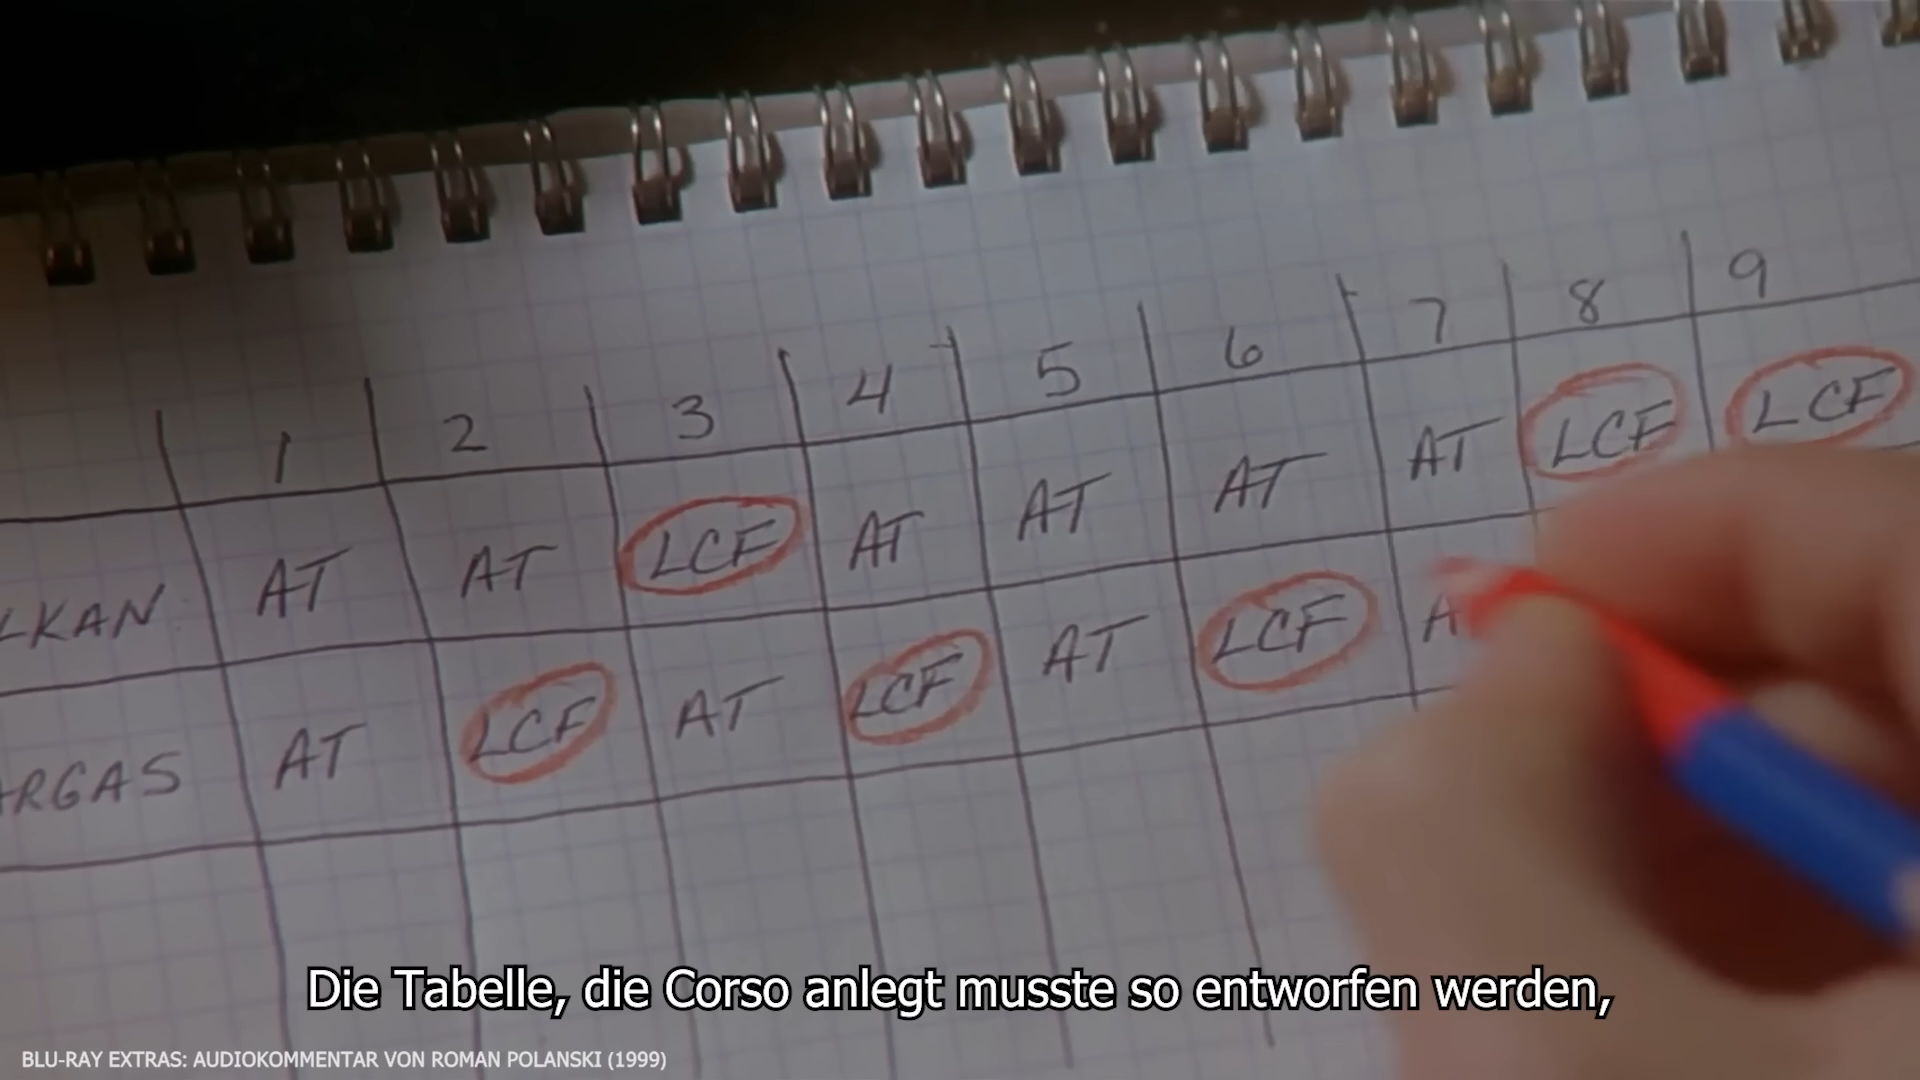 1 2 3 4 5 6 7 8 9
LKAN AT AT LCF AT AT AT AT LCF LCF
ARGAS AT LCF AT LCF AT LCF A
Die Tabelle, die Corso anlegt musste so entworfen werden,
BLU-RAY EXTRAS: AUDIOKOMMENTAR VON ROMAN POLANSKI (1999)